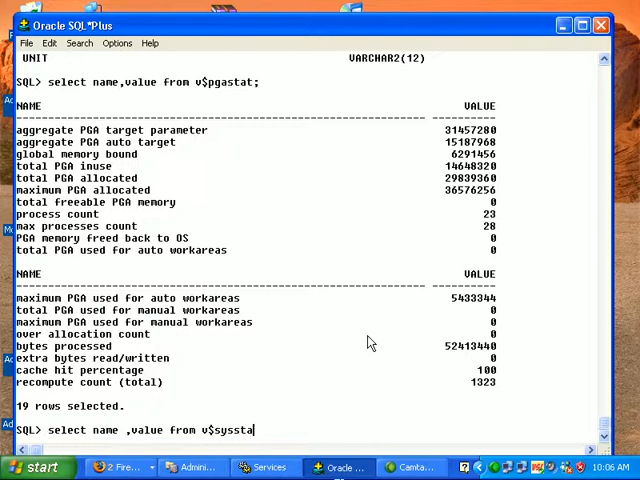 Oracle SQL*Plus
File Edit Search Options Help
UNIT VARCHAR2(12)
SQL> select name,value from v$pgastat;
NAME VALUE
aggregate PGA target parameter 31457280
aggregate PGA auto target 15187968
global memory bound 6291456
total PGA inuse 14648320
total PGA allocated 29839360
maximum PGA allocated 36576256
total freeable PGA memory 0
process count 23
max processes count 28
PGA memory freed back to OS 0
total PGA used for auto workareas 0
NAME VALUE
maximum PGA used for auto workareas 5433344
total PGA used for manual workareas 0
maximum PGA used for manual workareas 0
over allocation count 0
bytes processed 52413440
extra bytes read/written 0
cache hit percentage 100
recompute count (total) 1323
19 rows selected.
SQL> select name ,value from v$syssta
start 2 Fire... Admini... Services Oracle ... Camta... 10:06 AM